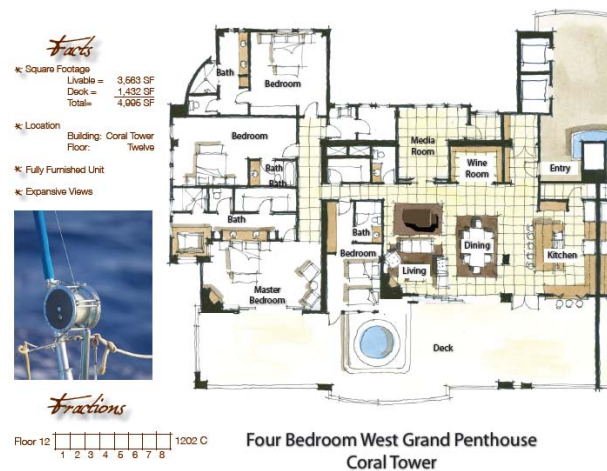 Facts
Square Footage
Livable = 3,563 SF
Deck = 1,432 SF
Total= 4,995 SF
Location
Building: Coral Tower
Floor: Twelve
Fully Furnished Unit
Expansive Views
Bath
Bedroom
Bedroom
Bath
Bath
Bath
Master
Bedroom
Bath
Bedroom
Media
Room
Wine
Room
Entry
Living
Dining
Kitchen
Deck
Fractions
Floor 12
1 2 3 4 5 6 7 8
1202 C
Four Bedroom West Grand Penthouse
Coral Tower